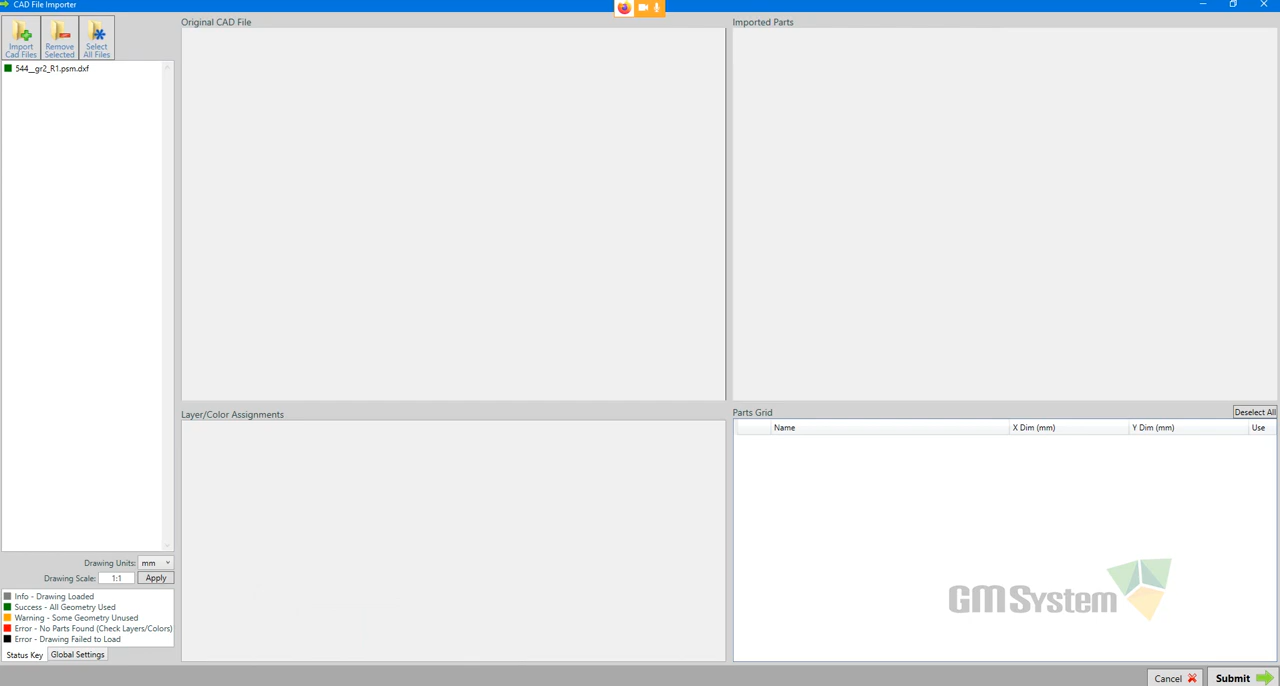 CAD File Importer
Import
Cad Files
Remove
Selected
Select
All Files
544__gr2_R1.psm.dxf
Drawing Units: mm
Drawing Scale: 1:1 Apply
Info - Drawing Loaded
Success - All Geometry Used
Warning - Some Geometry Unused
Error - No Parts Found (Check Layers/Colors)
Error - Drawing Failed to Load
Status Key Global Settings
Original CAD File
Imported Parts
Layer/Color Assignments
Parts Grid Deselect All
Name X Dim (mm) Y Dim (mm) Use
GM System
Cancel Submit